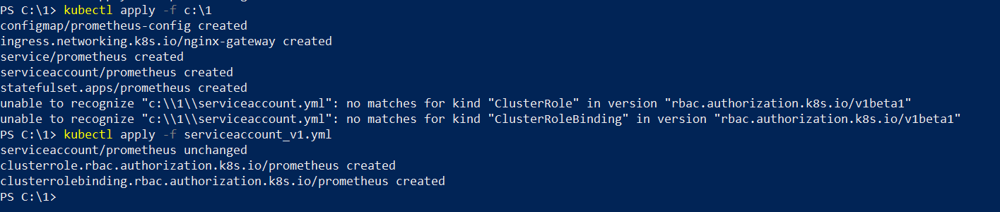 PS C:\1> kubectl apply -f c:\1
configmap/prometheus-config created
ingress.networking.k8s.io/nginx-gateway created
service/prometheus created
serviceaccount/prometheus created
statefulset.apps/prometheus created
unable to recognize "c:\\1\\serviceaccount.yml": no matches for kind "ClusterRole" in version "rbac.authorization.k8s.io/v1beta1"
unable to recognize "c:\\1\\serviceaccount.yml": no matches for kind "ClusterRoleBinding" in version "rbac.authorization.k8s.io/v1beta1"
PS C:\1> kubectl apply -f serviceaccount_v1.yml
serviceaccount/prometheus unchanged
clusterrole.rbac.authorization.k8s.io/prometheus created
clusterrolebinding.rbac.authorization.k8s.io/prometheus created
PS C:\1>